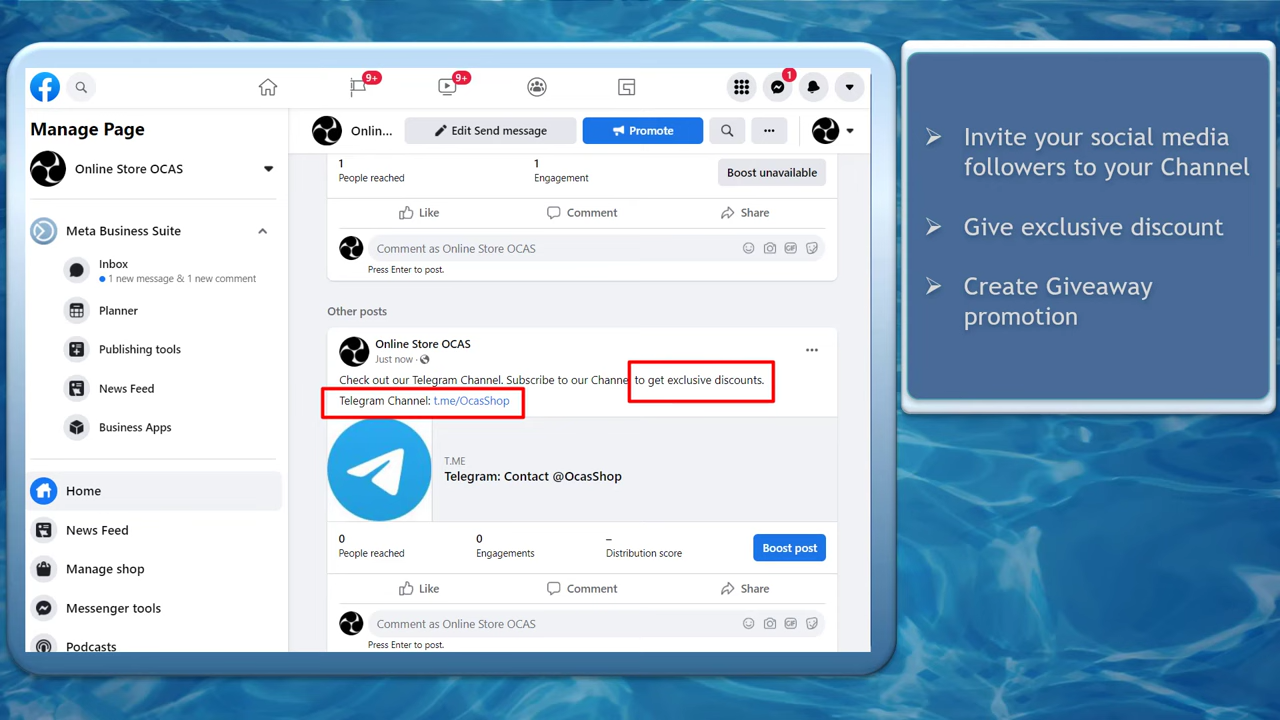 9+
9+
1
Manage Page
Online Store OCAS
Meta Business Suite
Inbox
1 new message & 1 new comment
Planner
Publishing tools
News Feed
Business Apps
Home
News Feed
Manage shop
Messenger tools
Podcasts
Onlin...
Edit Send message
Promote
1
People reached
1
Engagement
Boost unavailable
Like
Comment
Share
Comment as Online Store OCAS
GIF
Press Enter to post.
Other posts
Online Store OCAS
Just now ·
Check out our Telegram Channel. Subscribe to our Channel to get exclusive discounts.
Telegram Channel: t.me/OcasShop
T.ME
Telegram: Contact @OcasShop
0
People reached
0
Engagements
–
Distribution score
Boost post
Like
Comment
Share
Comment as Online Store OCAS
GIF
Press Enter to post.
Invite your social media
followers to your Channel
Give exclusive discount
Create Giveaway
promotion